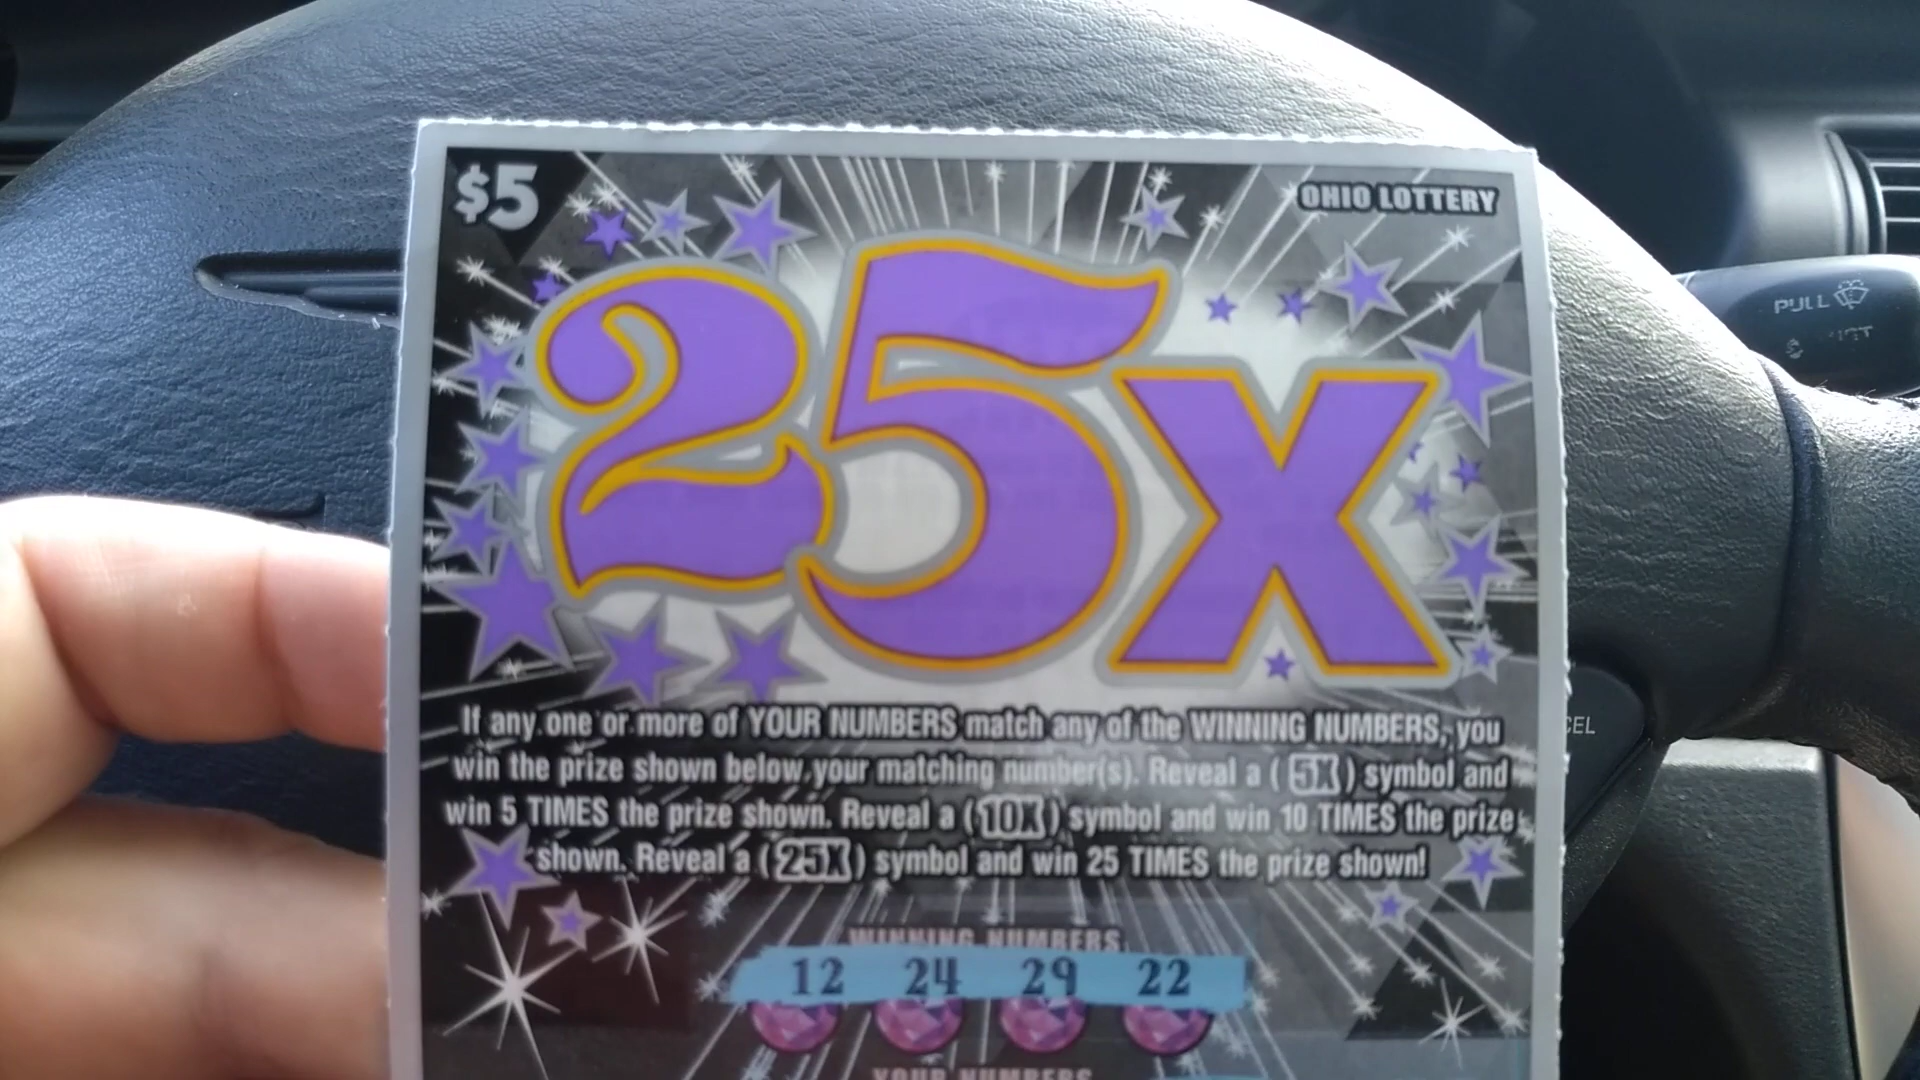 $5
OHIO LOTTERY
25X
If any one or more of YOUR NUMBERS match any of the WINNING NUMBERS, you
win the prize shown below your matching number(s). Reveal a (5X) symbol and
win 5 TIMES the prize shown. Reveal a (10X) symbol and win 10 TIMES the prize
shown. Reveal a (25X) symbol and win 25 TIMES the prize shown!
WINNING NUMBERS
12 24 29 22
YOUR NUMBERS
PULL
CEL